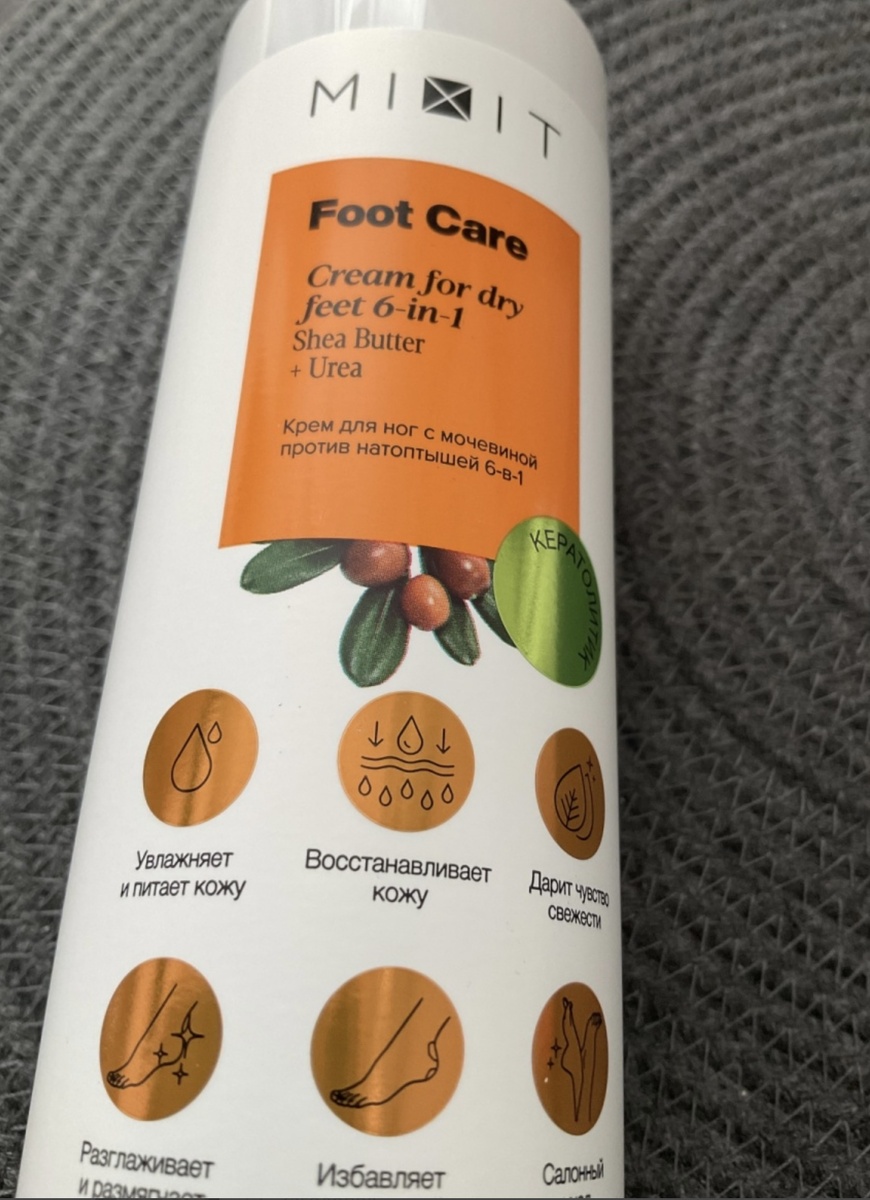 MIXIT
Foot Care
Cream for dry
feet 6-in-1
Shea Butter
+ Urea
Крем для ног с мочевиной
против натоптышей 6-в-1
КЕРАТОЛИТИК
Увлажняет
и питает кожу
Восстанавливает
кожу
Дарит чувство
свежести
Разглаживает
и размягчает
Избавляет
Салонный